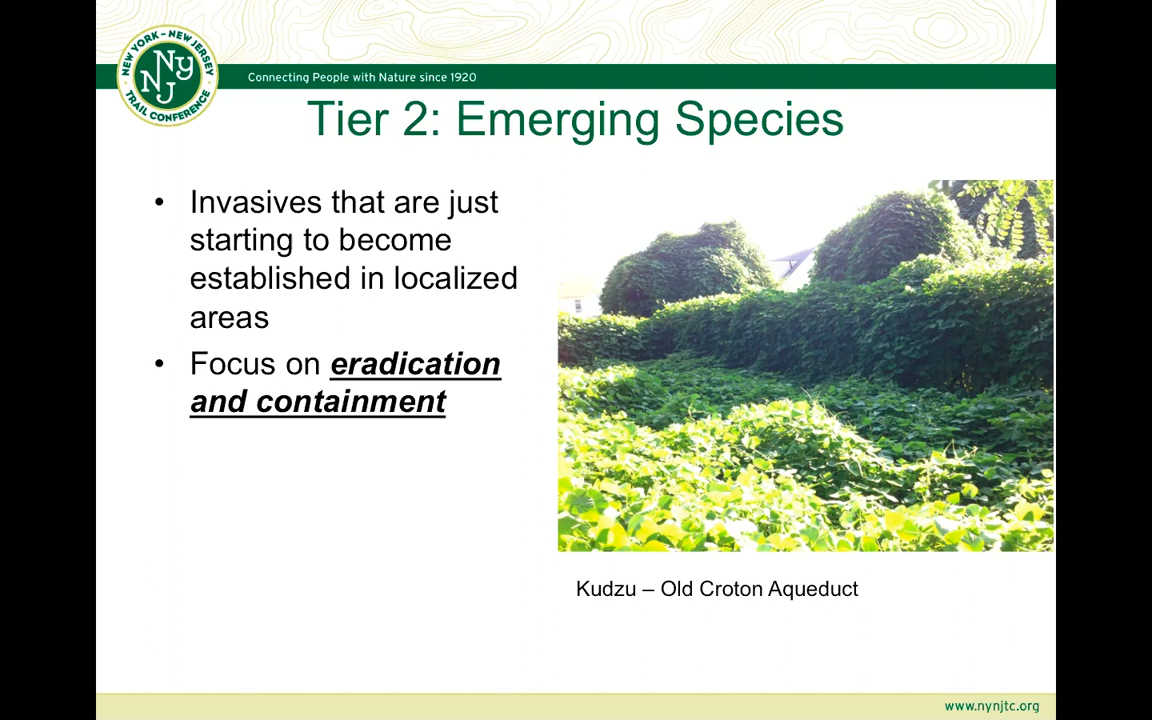 NEW YORK - NEW JERSEY
NY
NJ
TRAIL CONFERENCE
Connecting People with Nature since 1920
Tier 2: Emerging Species
• Invasives that are just
starting to become
established in localized
areas
• Focus on eradication
and containment
Kudzu – Old Croton Aqueduct
www.nynjtc.org